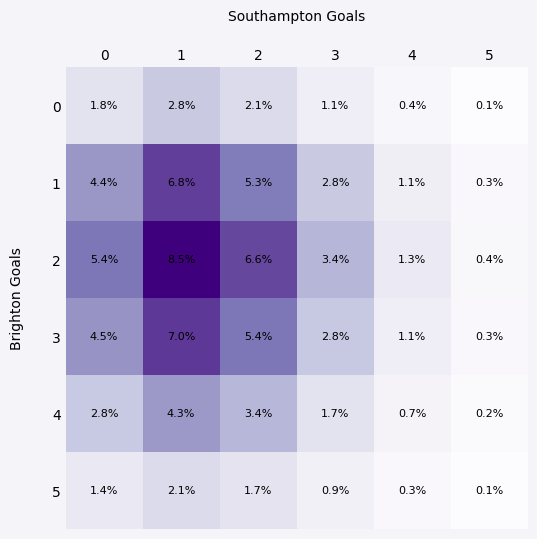 Southampton Goals
0 1 2 3 4 5
0 1.8% 2.8% 2.1% 1.1% 0.4% 0.1%
1 4.4% 6.8% 5.3% 2.8% 1.1% 0.3%
2 5.4% 8.5% 6.6% 3.4% 1.3% 0.4%
3 4.5% 7.0% 5.4% 2.8% 1.1% 0.3%
4 2.8% 4.3% 3.4% 1.7% 0.7% 0.2%
5 1.4% 2.1% 1.7% 0.9% 0.3% 0.1%
Brighton Goals